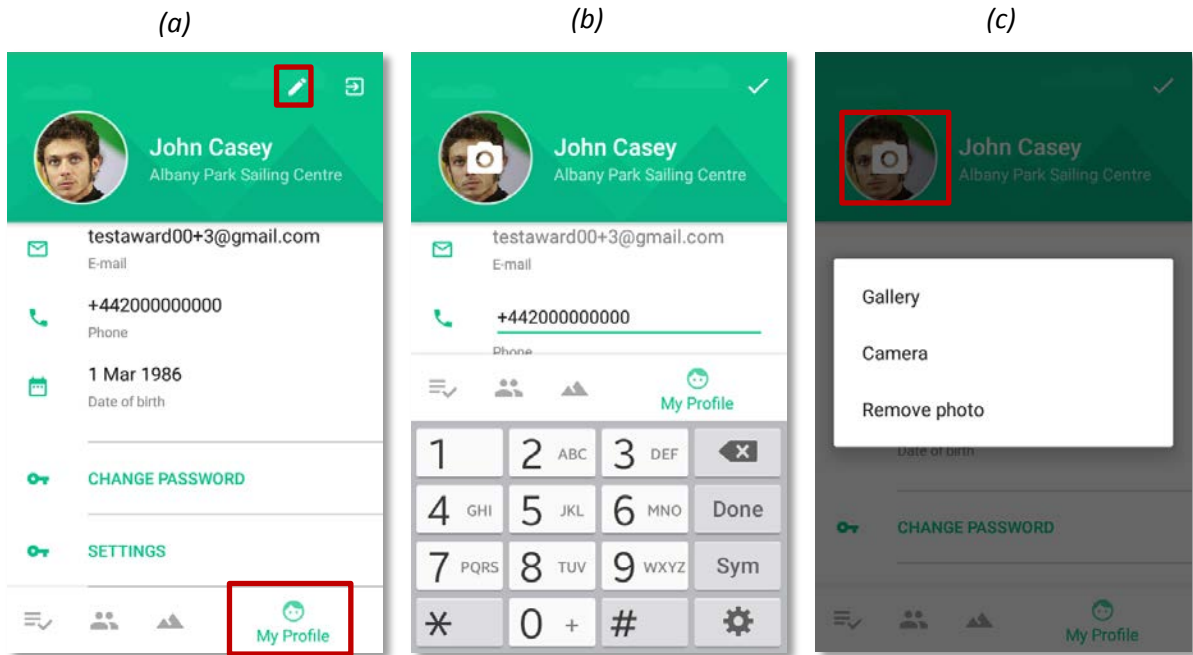 (a)
(b)
(c)
John Casey
Albany Park Sailing Centre
testaward00+3@gmail.com
E-mail
+442000000000
Phone
1 Mar 1986
Date of birth
CHANGE PASSWORD
SETTINGS
My Profile
John Casey
Albany Park Sailing Centre
testaward00+3@gmail.com
E-mail
+442000000000
Phone
My Profile
1 2 ABC 3 DEF
4 GHI 5 JKL 6 MNO Done
7 PQRS 8 TUV 9 WXYZ Sym
* 0 + #
John Casey
Albany Park Sailing Centre
Gallery
Camera
Remove photo
Date of birth
CHANGE PASSWORD
My Profile